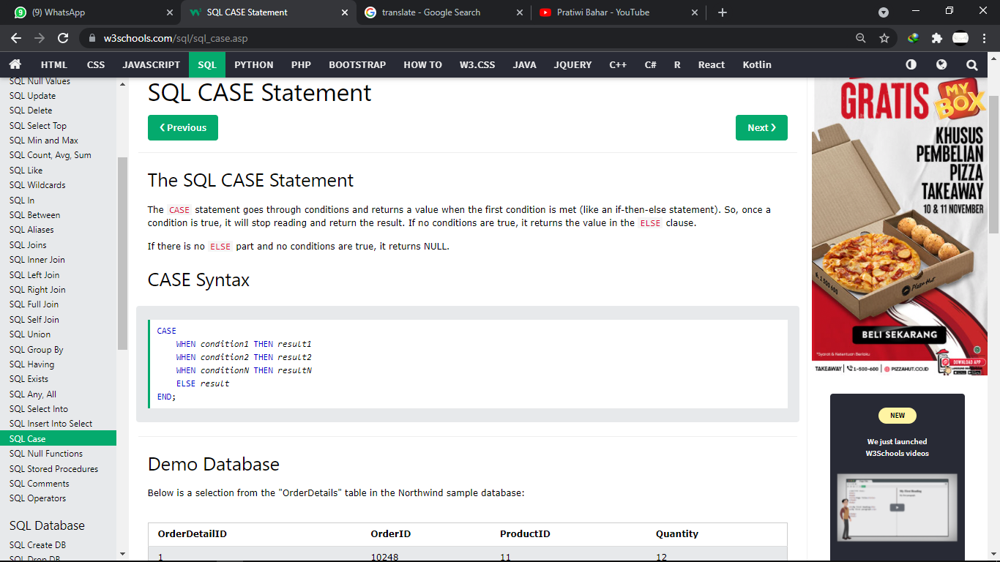 (9) WhatsApp
SQL CASE Statement
translate - Google Search
Pratiwi Bahar - YouTube
w3schools.com/sql/sql_case.asp
HTML CSS JAVASCRIPT SQL PYTHON PHP BOOTSTRAP HOW TO W3.CSS JAVA JQUERY C++ C# R React Kotlin
SQL Null Values
SQL Update
SQL Delete
SQL Select Top
SQL Min and Max
SQL Count, Avg, Sum
SQL Like
SQL Wildcards
SQL In
SQL Between
SQL Aliases
SQL Joins
SQL Inner Join
SQL Left Join
SQL Right Join
SQL Full Join
SQL Self Join
SQL Union
SQL Group By
SQL Having
SQL Exists
SQL Any, All
SQL Select Into
SQL Insert Into Select
SQL Case
SQL Null Functions
SQL Stored Procedures
SQL Comments
SQL Operators
SQL Database
SQL Create DB
SQL Drop DB
SQL CASE Statement
❮ Previous
Next ❯
The SQL CASE Statement
The CASE statement goes through conditions and returns a value when the first condition is met (like an if-then-else statement). So, once a
condition is true, it will stop reading and return the result. If no conditions are true, it returns the value in the ELSE clause.
If there is no ELSE part and no conditions are true, it returns NULL.
CASE Syntax
CASE
WHEN condition1 THEN result1
WHEN condition2 THEN result2
WHEN conditionN THEN resultN
ELSE result
END;
Demo Database
Below is a selection from the "OrderDetails" table in the Northwind sample database:
OrderDetailID OrderID ProductID Quantity
1 10248 11 12
GRATIS MY BOX
KHUSUS
PEMBELIAN
PIZZA
TAKEAWAY
10 & 11 NOVEMBER
1 500 600
Pizza Hut
BELI SEKARANG
*Syarat & Ketentuan Berlaku
DOWNLOAD APP
TAKEAWAY 1-500-600 PIZZAHUT.CO.ID
NEW
We just launched
W3Schools videos